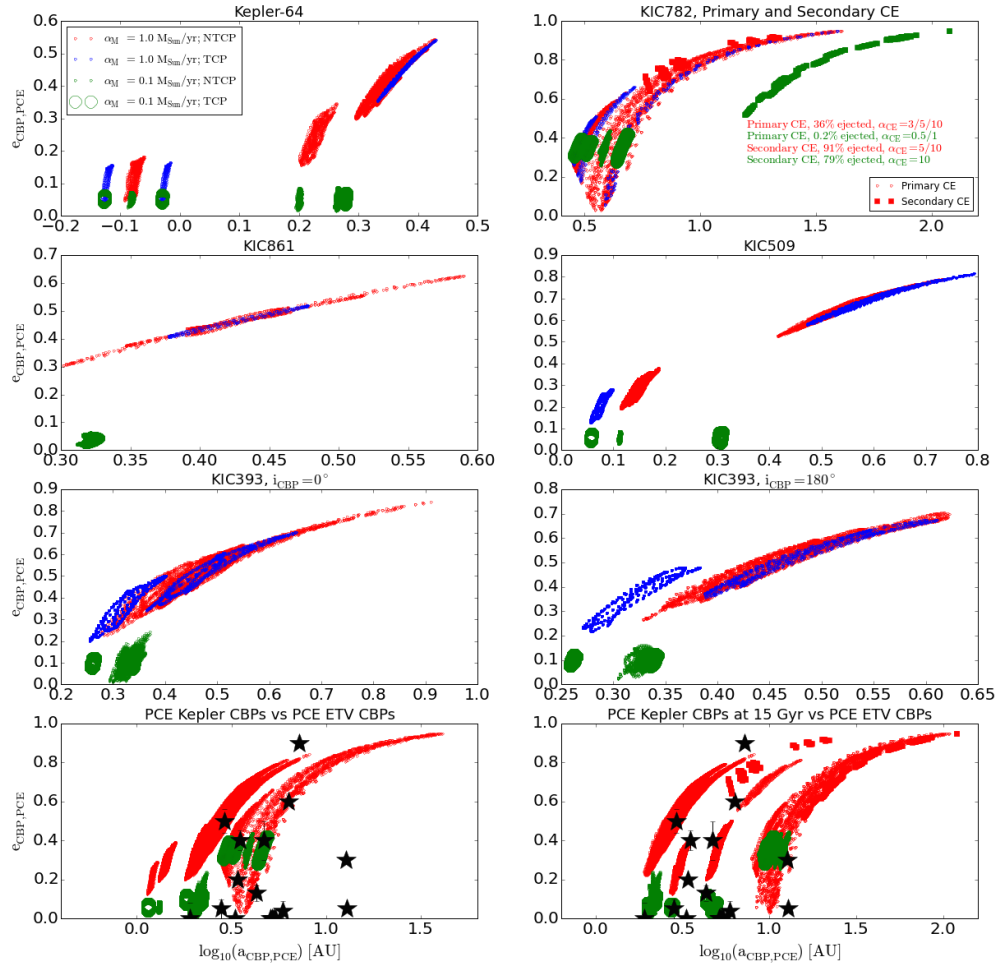 Kepler-64
KIC782, Primary and Secondary CE
e_CBP,PCE
0.6
0.5
0.4
0.3
0.2
0.1
0.0
α_M = 1.0 M_Sun/yr; NTCP
α_M = 1.0 M_Sun/yr; TCP
α_M = 0.1 M_Sun/yr; NTCP
α_M = 0.1 M_Sun/yr; TCP
−0.2 −0.1 0.0 0.1 0.2 0.3 0.4 0.5
1.0
0.8
0.6
0.4
0.2
0.0
Primary CE, 36% ejected, α_CE=3/5/10
Primary CE, 0.2% ejected, α_CE=0.5/1
Secondary CE, 91% ejected, α_CE=5/10
Secondary CE, 79% ejected, α_CE=10
Primary CE
Secondary CE
0.5 1.0 1.5 2.0
KIC861
KIC509
e_CBP,PCE
0.7
0.6
0.5
0.4
0.3
0.2
0.1
0.0
0.30 0.35 0.40 0.45 0.50 0.55 0.60
0.9
0.8
0.7
0.6
0.5
0.4
0.3
0.2
0.1
0.0
0.0 0.1 0.2 0.3 0.4 0.5 0.6 0.7 0.8
KIC393, i_CBP=0°
KIC393, i_CBP=180°
e_CBP,PCE
0.9
0.8
0.7
0.6
0.5
0.4
0.3
0.2
0.1
0.0
0.2 0.3 0.4 0.5 0.6 0.7 0.8 0.9 1.0
0.9
0.8
0.7
0.6
0.5
0.4
0.3
0.2
0.1
0.0
0.25 0.30 0.35 0.40 0.45 0.50 0.55 0.60 0.65
PCE Kepler CBPs vs PCE ETV CBPs
PCE Kepler CBPs at 15 Gyr vs PCE ETV CBPs
e_CBP,PCE
1.0
0.8
0.6
0.4
0.2
0.0
0.0 0.5 1.0 1.5
log₁₀(a_CBP,PCE) [AU]
1.0
0.8
0.6
0.4
0.2
0.0
0.0 0.5 1.0 1.5 2.0
log₁₀(a_CBP,PCE) [AU]